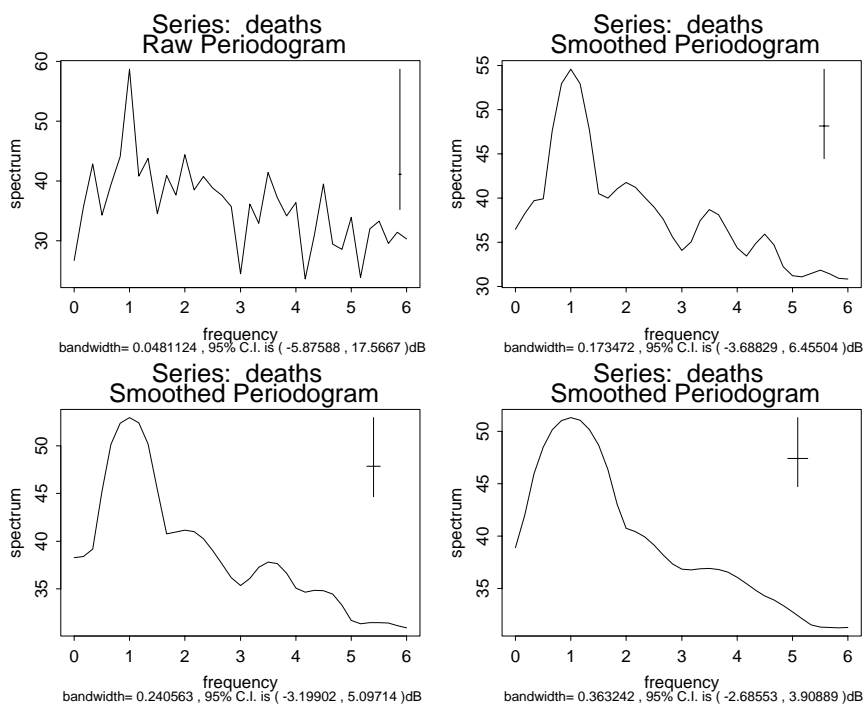 Series: deaths
Raw Periodogram
spectrum
60
50
40
30
0 1 2 3 4 5 6
frequency
bandwidth= 0.0481124 , 95% C.I. is ( -5.87588 , 17.5667 )dB
Series: deaths
Smoothed Periodogram
spectrum
55
50
45
40
35
30
0 1 2 3 4 5 6
frequency
bandwidth= 0.173472 , 95% C.I. is ( -3.68829 , 6.45504 )dB
Series: deaths
Smoothed Periodogram
spectrum
50
45
40
35
0 1 2 3 4 5 6
frequency
bandwidth= 0.240563 , 95% C.I. is ( -3.19902 , 5.09714 )dB
Series: deaths
Smoothed Periodogram
spectrum
50
45
40
35
0 1 2 3 4 5 6
frequency
bandwidth= 0.363242 , 95% C.I. is ( -2.68553 , 3.90889 )dB